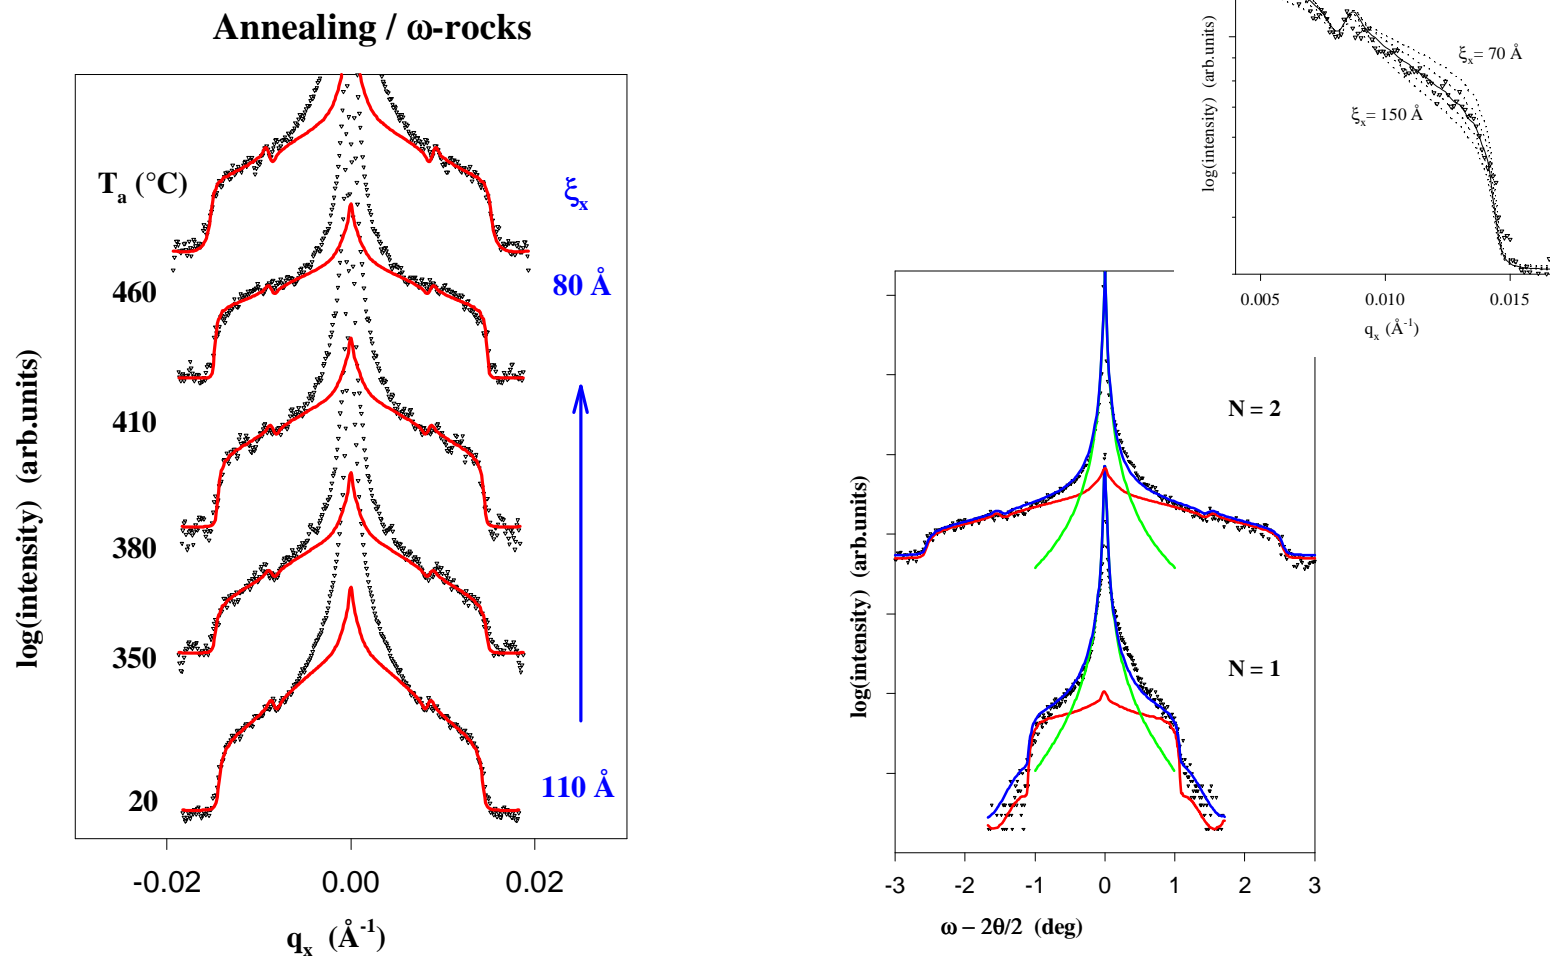 Annealing / ω-rocks
log(intensity) (arb.units)
Tₐ (°C)
ξₓ
460
80 Å
410
380
350
20
110 Å
-0.02
0.00
0.02
qₓ (Å⁻¹)
log(intensity) (arb.units)
ξₓ= 70 Å
ξₓ= 150 Å
0.005
0.010
0.015
qₓ (Å⁻¹)
log(intensity) (arb.units)
N = 2
N = 1
-3
-2
-1
0
1
2
3
ω − 2θ/2 (deg)